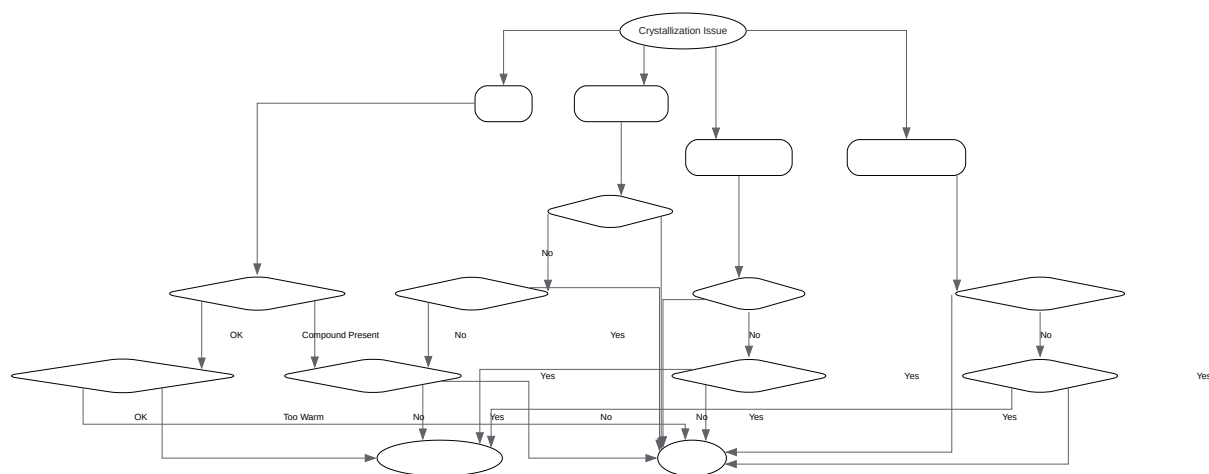 Crystallization Issue
No
OK
Compound Present
No
Yes
No
No
Yes
Yes
Yes
OK
Too Warm
No
Yes
No
No
Yes
Yes